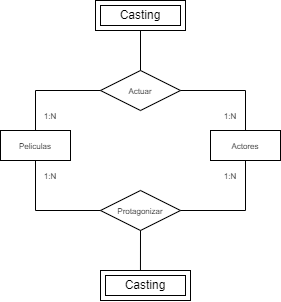 Casting
Actuar
1:N 1:N
Peliculas Actores
1:N 1:N
Protagonizar
Casting